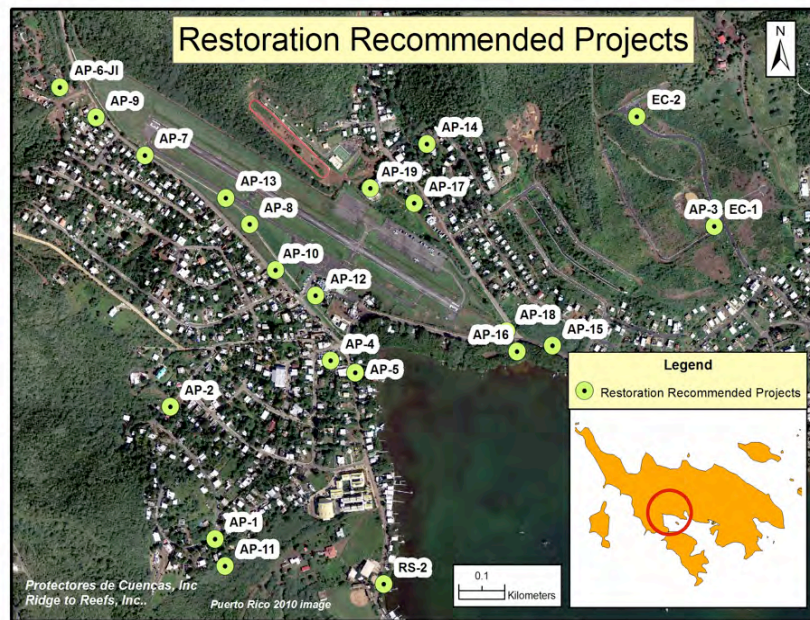 Restoration Recommended Projects
N
AP-6-JI
AP-9
AP-7
AP-14
EC-2
AP-19
AP-13
AP-17
AP-8
AP-3
EC-1
AP-10
AP-12
AP-18
AP-16
AP-15
AP-4
AP-5
AP-2
Legend
Restoration Recommended Projects
AP-1
AP-11
RS-2
0.1
Kilometers
Protectores de Cuencas, Inc
Ridge to Reefs, Inc..
Puerto Rico 2010 image